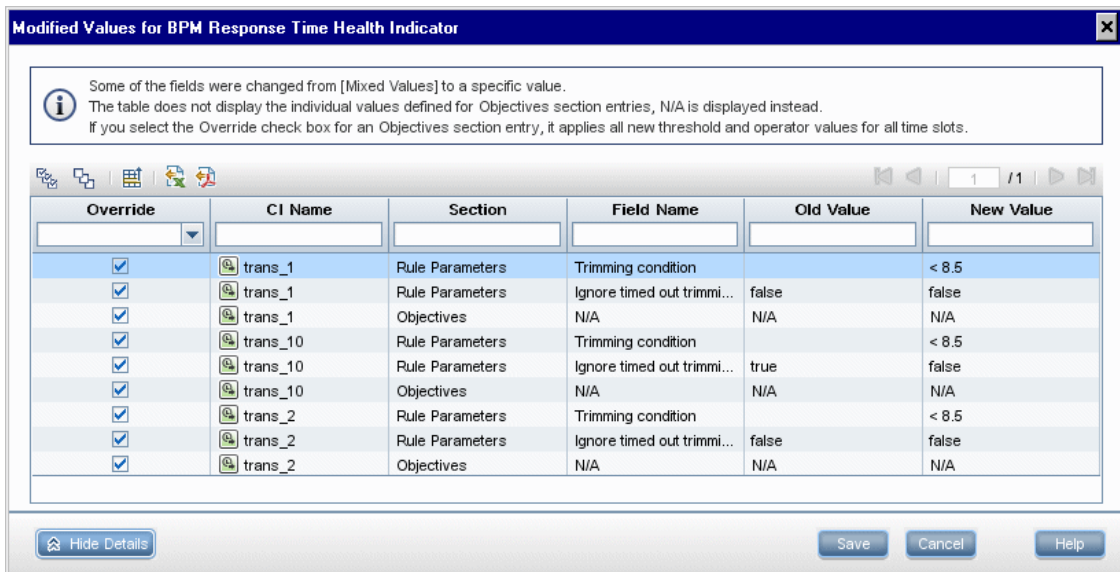 Modified Values for BPM Response Time Health Indicator
Some of the fields were changed from [Mixed Values] to a specific value.
The table does not display the individual values defined for Objectives section entries, N/A is displayed instead.
If you select the Override check box for an Objectives section entry, it applies all new threshold and operator values for all time slots.
1 / 1
Override CI Name Section Field Name Old Value New Value
trans_1 Rule Parameters Trimming condition < 8.5
trans_1 Rule Parameters Ignore timed out trimmi... false false
trans_1 Objectives N/A N/A N/A
trans_10 Rule Parameters Trimming condition < 8.5
trans_10 Rule Parameters Ignore timed out trimmi... true false
trans_10 Objectives N/A N/A N/A
trans_2 Rule Parameters Trimming condition < 8.5
trans_2 Rule Parameters Ignore timed out trimmi... false false
trans_2 Objectives N/A N/A N/A
Hide Details Save Cancel Help